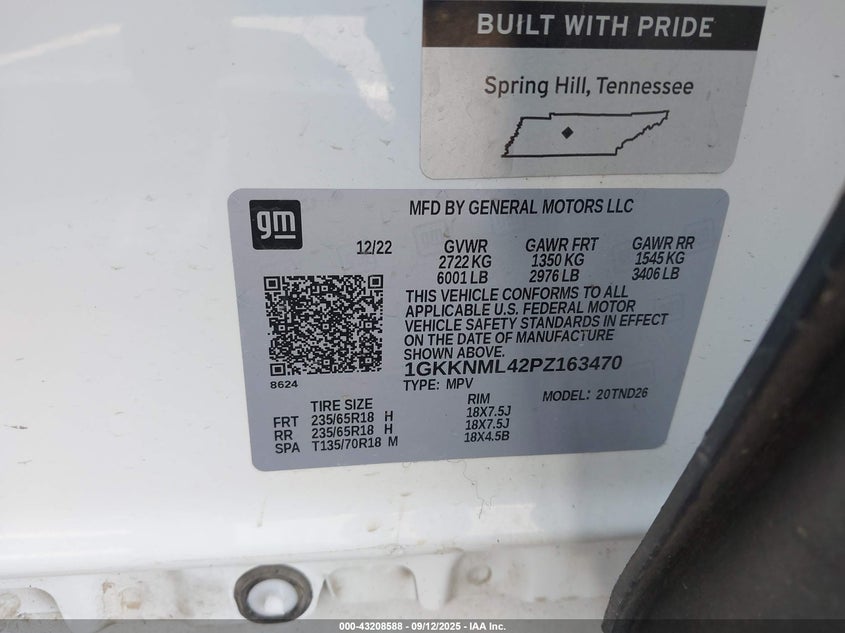 BUILT WITH PRIDE
Spring Hill, Tennessee
gm
MFD BY GENERAL MOTORS LLC
12/22 GVWR GAWR FRT GAWR RR
2722 KG 1350 KG 1545 KG
6001 LB 2976 LB 3406 LB
THIS VEHICLE CONFORMS TO ALL
APPLICABLE U.S. FEDERAL MOTOR
VEHICLE SAFETY STANDARDS IN EFFECT
ON THE DATE OF MANUFACTURE
SHOWN ABOVE.
1GKKNML42PZ163470
8624
TYPE: MPV MODEL: 20TND26
TIRE SIZE RIM
FRT 235/65R18 H 18X7.5J
RR 235/65R18 H 18X7.5J
SPA T135/70R18 M 18X4.5B
000-43208588 - 09/12/2025 - IAA Inc.